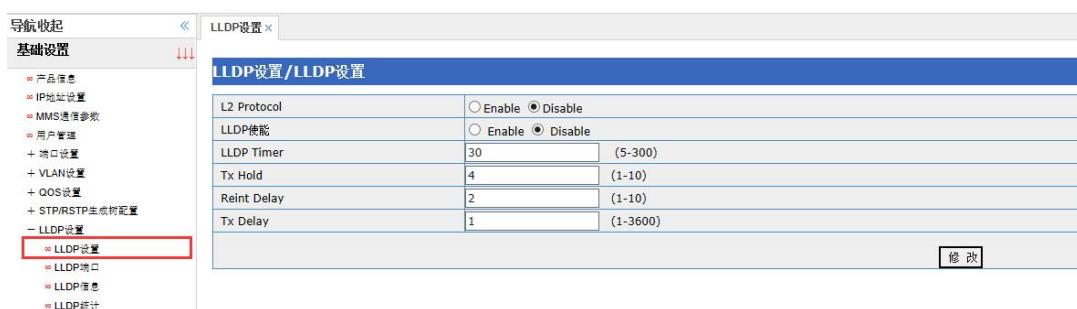 导航收起 «
基础设置 ↓↓↓
∞ 产品信息
∞ IP地址设置
∞ MMS通信参数
∞ 用户管理
+ 端口设置
+ VLAN设置
+ QOS设置
+ STP/RSTP生成树配置
- LLDP设置
∞ LLDP设置
∞ LLDP端口
∞ LLDP信息
∞ LLDP统计
LLDP设置 ×
LLDP设置/LLDP设置
L2 Protocol Enable Disable
LLDP使能 Enable Disable
LLDP Timer 30 (5-300)
Tx Hold 4 (1-10)
Reint Delay 2 (1-10)
Tx Delay 1 (1-3600)
修 改